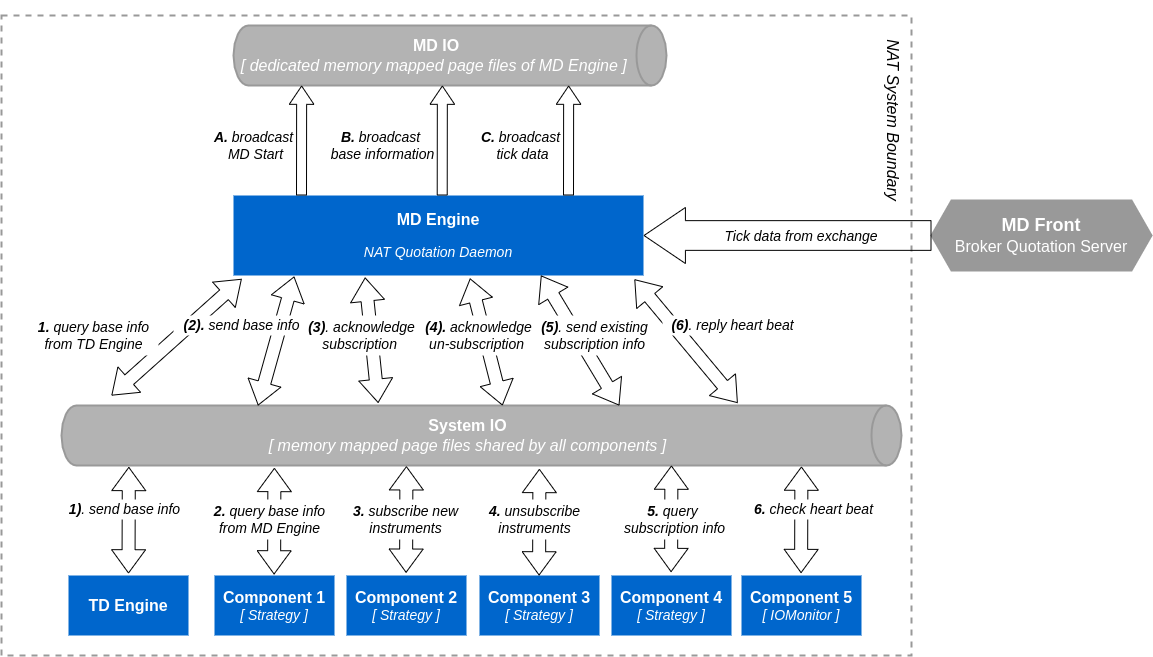 MD IO
[ dedicated memory mapped page files of MD Engine ]
NAT System Boundary
A. broadcast
MD Start
B. broadcast
base information
C. broadcast
tick data
MD Engine
NAT Quotation Daemon
Tick data from exchange
MD Front
Broker Quotation Server
1. query base info
from TD Engine
(2). send base info
(3). acknowledge
subscription
(4). acknowledge
un-subscription
(5). send existing
subscription info
(6). reply heart beat
System IO
[ memory mapped page files shared by all components ]
1). send base info
2. query base info
from MD Engine
3. subscribe new
instruments
4. unsubscribe
instruments
5. query
subscription info
6. check heart beat
TD Engine
Component 1
[ Strategy ]
Component 2
[ Strategy ]
Component 3
[ Strategy ]
Component 4
[ Strategy ]
Component 5
[ IOMonitor ]